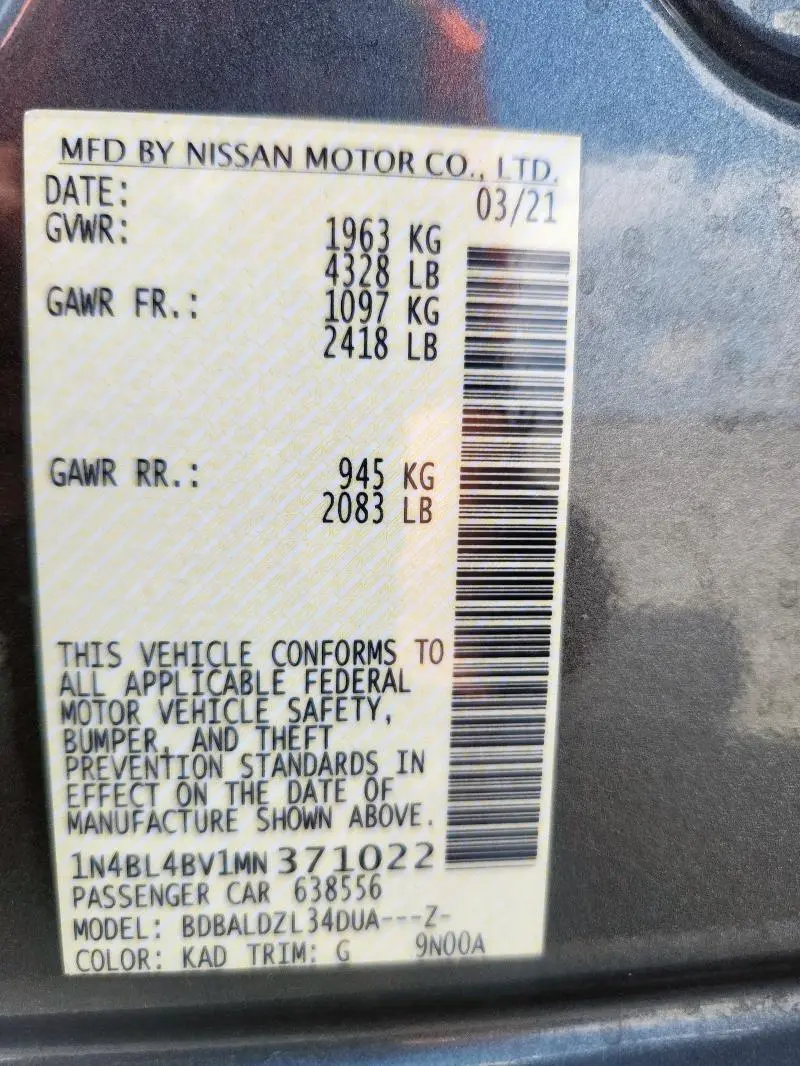 MFD BY NISSAN MOTOR CO., LTD.
DATE: 03/21
GVWR: 1963 KG
4328 LB
GAWR FR.: 1097 KG
2418 LB
GAWR RR.: 945 KG
2083 LB
THIS VEHICLE CONFORMS TO
ALL APPLICABLE FEDERAL
MOTOR VEHICLE SAFETY,
BUMPER, AND THEFT
PREVENTION STANDARDS IN
EFFECT ON THE DATE OF
MANUFACTURE SHOWN ABOVE.
1N4BL4BV1MN371022
PASSENGER CAR 638556
MODEL: BDBALDZL34DUA---Z-
COLOR: KAD TRIM: G 9N00A